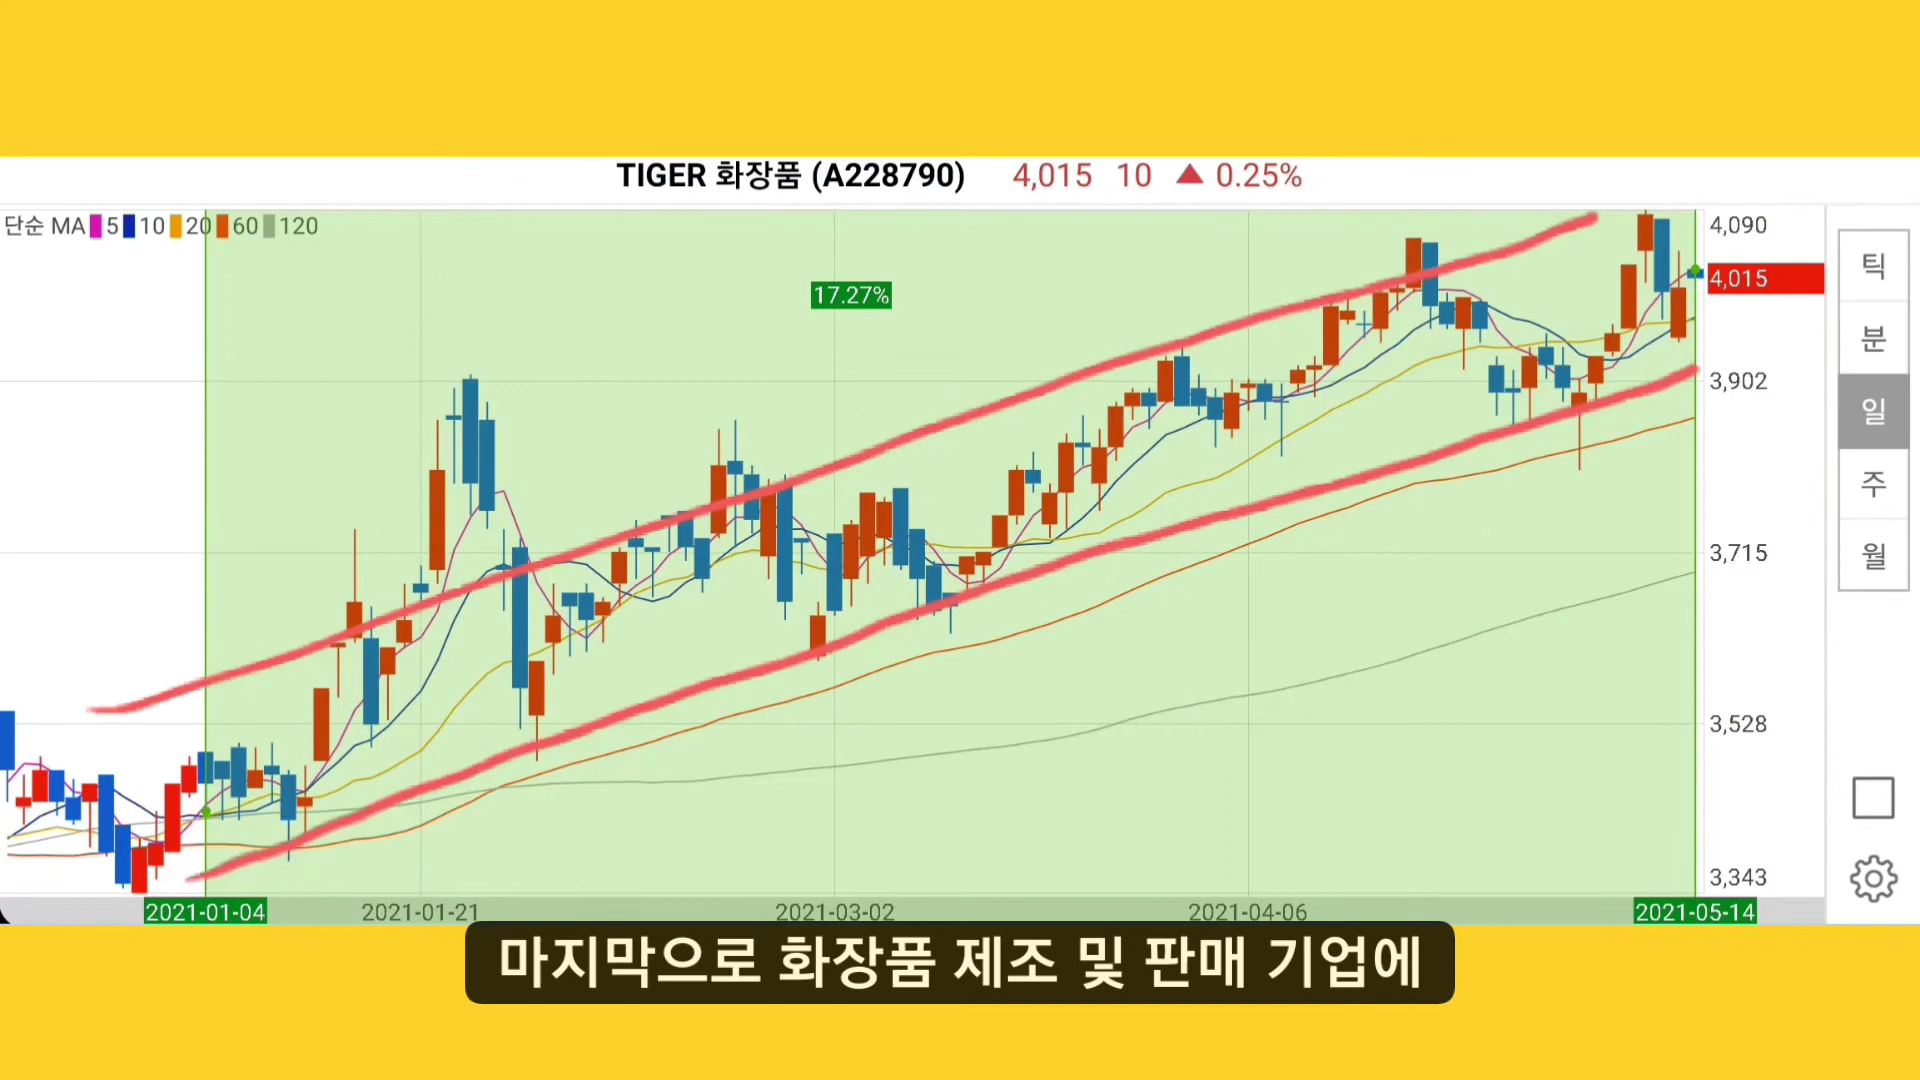 TIGER 화장품 (A228790) 4,015 10 ▲ 0.25%
단순 MA 5 10 20 60 120
4,090
17.27%
4,015
3,902
3,715
3,528
3,343
틱
분
일
주
월
2021-01-04 2021-01-21 2021-03-02 2021-04-06 2021-05-14
마지막으로 화장품 제조 및 판매 기업에